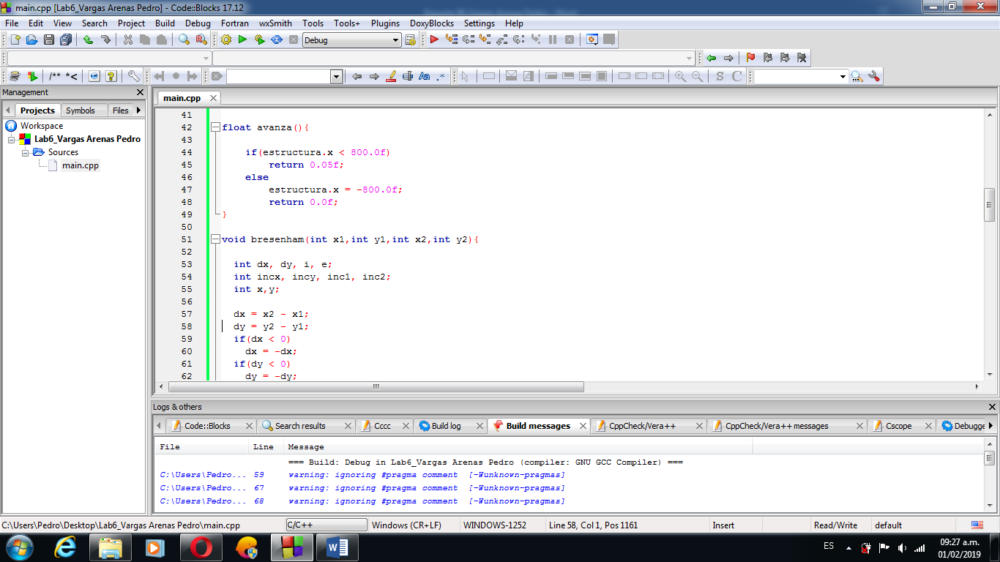 main.cpp [Lab6_Vargas Arenas Pedro] - Code::Blocks 17.12
File Edit View Search Project Build Debug Fortran wxSmith Tools Tools+ Plugins DoxyBlocks Settings Help
Debug
/** *<
S C
Management
main.cpp
Projects Symbols Files
Workspace
Lab6_Vargas Arenas Pedro
Sources
main.cpp
41
42 float avanza(){
43
44 if(estructura.x < 800.0f)
45 return 0.05f;
46 else
47 estructura.x = -800.0f;
48 return 0.0f;
49 }
50
51 void bresenham(int x1,int y1,int x2,int y2){
52
53 int dx, dy, i, e;
54 int incx, incy, inc1, inc2;
55 int x,y;
56
57 dx = x2 - x1;
58 dy = y2 - y1;
59 if(dx < 0)
60 dx = -dx;
61 if(dy < 0)
62 dy = -dy;
Logs & others
Code::Blocks Search results Cccc Build log Build messages CppCheck/Vera++ CppCheck/Vera++ messages Cscope Debugge
File Line Message
=== Build: Debug in Lab6_Vargas Arenas Pedro (compiler: GNU GCC Compiler) ===
C:\Users\Pedro... 59 warning: ignoring #pragma comment [-Wunknown-pragmas]
C:\Users\Pedro... 67 warning: ignoring #pragma comment [-Wunknown-pragmas]
C:\Users\Pedro... 68 warning: ignoring #pragma comment [-Wunknown-pragmas]
C:\Users\Pedro\Desktop\Lab6_Vargas Arenas Pedro\main.cpp C/C++ Windows (CR+LF) WINDOWS-1252 Line 58, Col 1, Pos 1161 Insert Read/Write default
ES 09:27 a.m.
01/02/2019